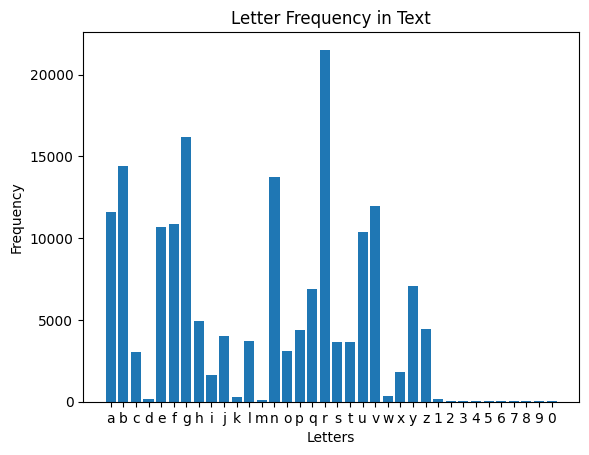 Letter Frequency in Text
Frequency
20000
15000
10000
5000
0
a b c d e f g h i j k l m n o p q r s t u v w x y z 1 2 3 4 5 6 7 8 9 0
Letters